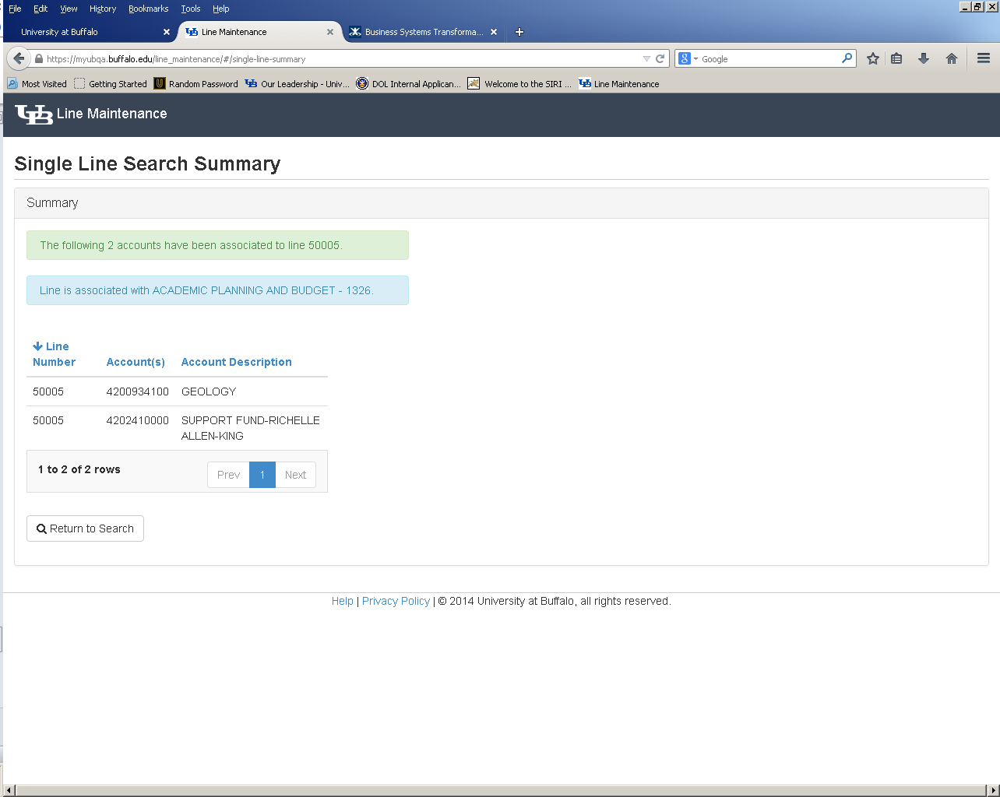 File Edit View History Bookmarks Tools Help
University at Buffalo
Line Maintenance
Business Systems Transforma...
https://myubqa.buffalo.edu/line_maintenance/#/single-line-summary
8 Google
Most Visited
Getting Started
Random Password
Our Leadership - Univ...
DOL Internal Applican...
Welcome to the SIRI ...
Line Maintenance
UB Line Maintenance
Single Line Search Summary
Summary
The following 2 accounts have been associated to line 50005.
Line is associated with ACADEMIC PLANNING AND BUDGET - 1326.
Line
Number Account(s) Account Description
50005 4200934100 GEOLOGY
50005 4202410000 SUPPORT FUND-RICHELLE
ALLEN-KING
1 to 2 of 2 rows Prev 1 Next
Return to Search
Help | Privacy Policy | © 2014 University at Buffalo, all rights reserved.